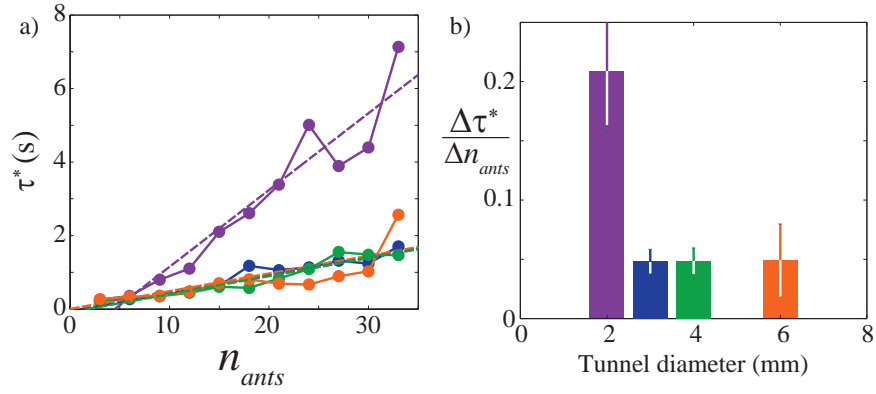 a)
8
6
4
2
0
τ* (s)
0
10
20
30
n_ants
b)
0.2
0.1
0
Δτ*
Δn_ants
0
2
4
6
8
Tunnel diameter (mm)